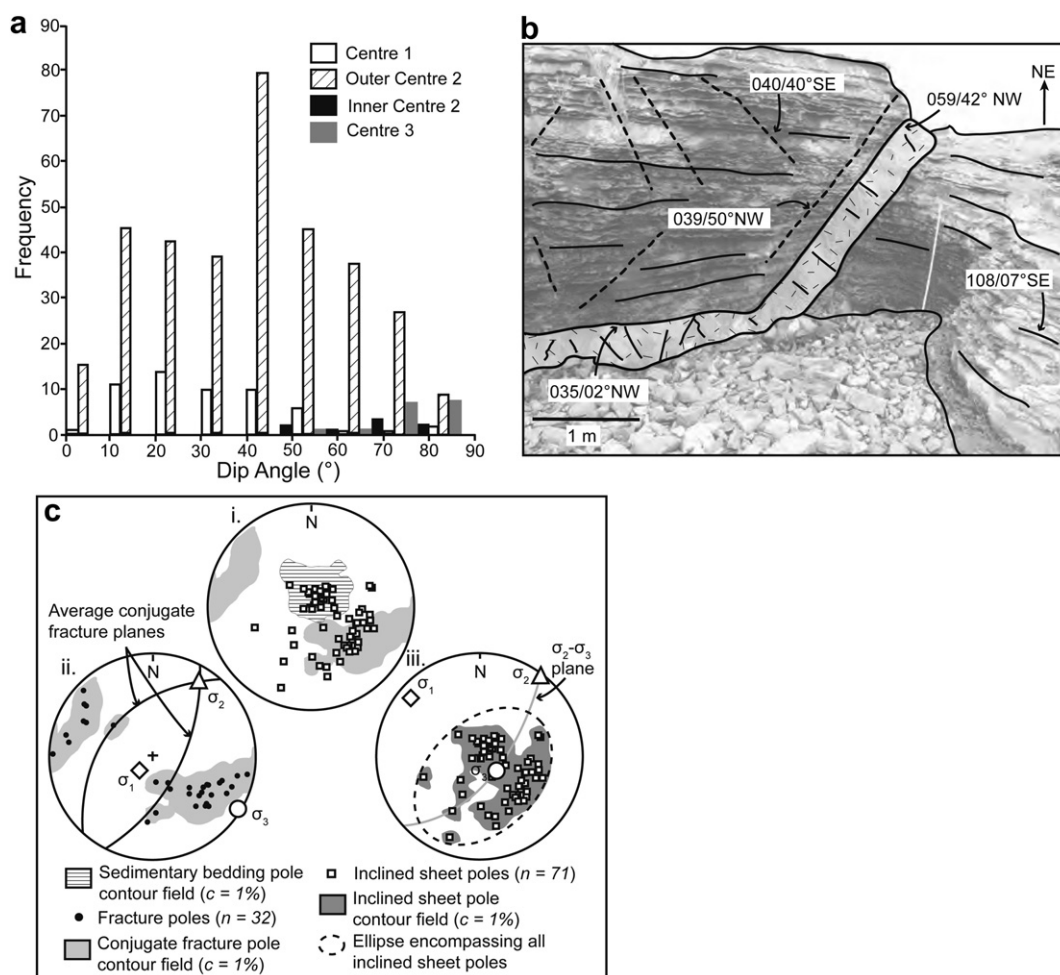 a
90
80
70
60
50
40
30
20
10
0
Frequency
0 10 20 30 40 50 60 70 80 90
Dip Angle (°)
Centre 1
Outer Centre 2
Inner Centre 2
Centre 3
b
040/40°SE
059/42° NW
NE
039/50°NW
108/07°SE
035/02°NW
1 m
c
i.
N
Average conjugate
fracture planes
ii.
N
σ2
σ1
σ3
iii.
N
σ1
σ2
σ2-σ3
plane
σ3
Sedimentary bedding pole
contour field (c = 1%)
Fracture poles (n = 32)
Conjugate fracture pole
contour field (c = 1%)
Inclined sheet poles (n = 71)
Inclined sheet pole
contour field (c = 1%)
Ellipse encompassing all
inclined sheet poles